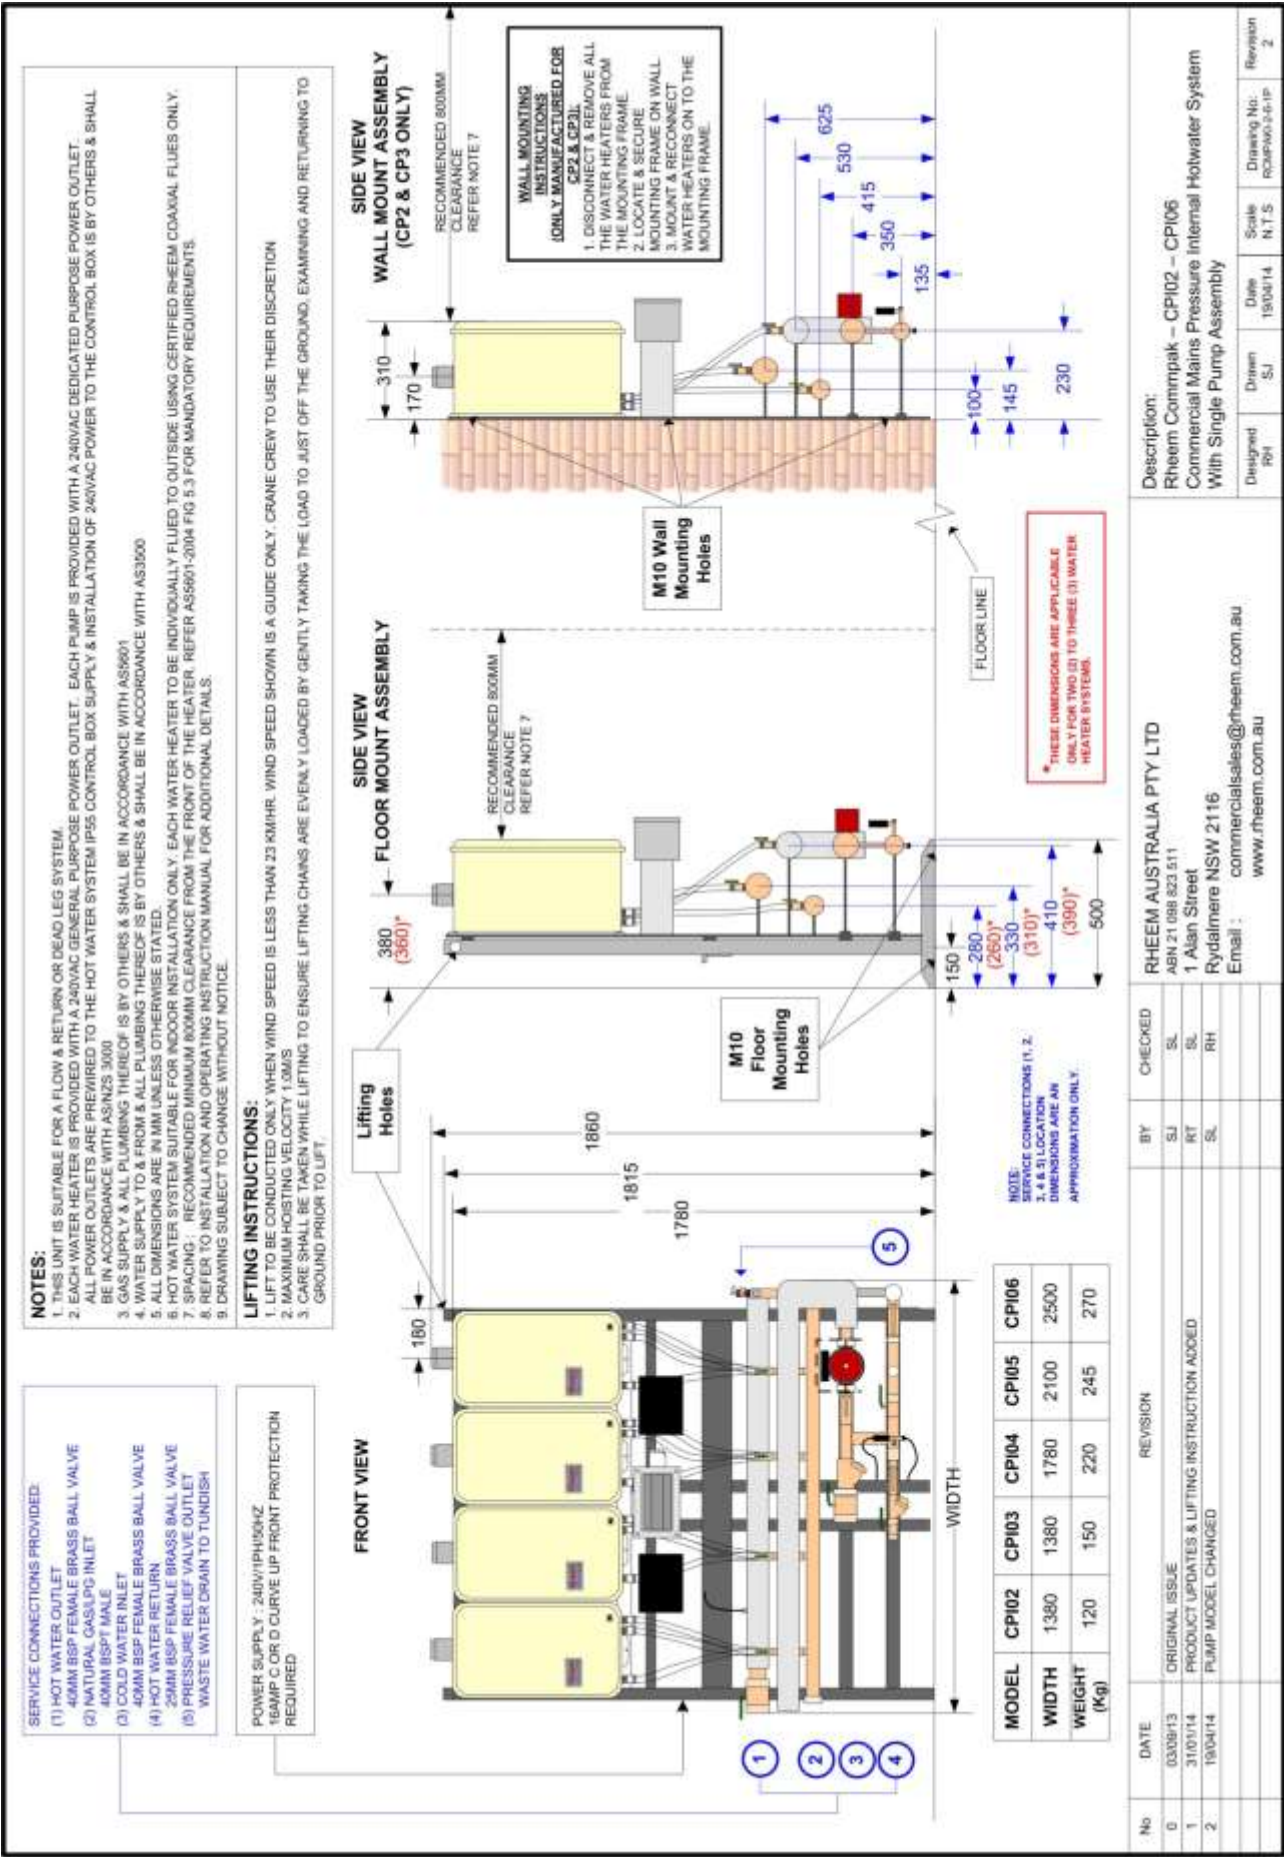 NOTES:
1. THIS UNIT IS SUITABLE FOR A FLOW & RETURN OR DEAD LEG SYSTEM.
2. EACH WATER HEATER IS PROVIDED WITH A 240VAC GENERAL PURPOSE POWER OUTLET. EACH PUMP IS PROVIDED WITH A 240VAC DEDICATED PURPOSE POWER OUTLET.
ALL POWER OUTLETS ARE PREWIRED TO THE HOT WATER SYSTEM IP55 CONTROL BOX SUPPLY & INSTALLATION OF 240VAC POWER TO THE CONTROL BOX IS BY OTHERS & SHALL
BE IN ACCORDANCE WITH AS/NZS 3000
3. GAS SUPPLY & ALL PLUMBING THEREOF IS BY OTHERS & SHALL BE IN ACCORDANCE WITH AS5601
4. WATER SUPPLY TO & FROM & ALL PLUMBING THEREOF IS BY OTHERS & SHALL BE IN ACCORDANCE WITH AS3500
5. ALL DIMENSIONS ARE IN MM UNLESS OTHERWISE STATED.
6. HOT WATER SYSTEM SUITABLE FOR INDOOR INSTALLATION ONLY. EACH WATER HEATER TO BE INDIVIDUALLY FLUED TO OUTSIDE USING CERTIFIED RHEEM COAXIAL FLUES ONLY.
7. SPACING : RECOMMENDED MINIMUM 800MM CLEARANCE FROM THE FRONT OF THE HEATER. REFER AS5601-2004 FIG 5.3 FOR MANDATORY REQUIREMENTS.
8. REFER TO INSTALLATION AND OPERATING INSTRUCTION MANUAL FOR ADDITIONAL DETAILS.
9. DRAWING SUBJECT TO CHANGE WITHOUT NOTICE.
LIFTING INSTRUCTIONS:
1. LIFT TO BE CONDUCTED ONLY WHEN WIND SPEED IS LESS THAN 23 KM/HR. WIND SPEED SHOWN IS A GUIDE ONLY. CRANE CREW TO USE THEIR DISCRETION
2. MAXIMUM HOISTING VELOCITY 1.0M/S
3. CARE SHALL BE TAKEN WHILE LIFTING TO ENSURE LIFTING CHAINS ARE EVENLY LOADED BY GENTLY TAKING THE LOAD TO JUST OFF THE GROUND, EXAMINING AND RETURNING TO
GROUND PRIOR TO LIFT.
SERVICE CONNECTIONS PROVIDED:
(1) HOT WATER OUTLET
40MM BSP FEMALE BRASS BALL VALVE
(2) NATURAL GAS/LPG INLET
40MM BSPT MALE
(3) COLD WATER INLET
40MM BSP FEMALE BRASS BALL VALVE
(4) HOT WATER RETURN
25MM BSP FEMALE BRASS BALL VALVE
(5) PRESSURE RELIEF VALVE OUTLET
WASTE WATER DRAIN TO TUNDISH
POWER SUPPLY : 240V/1PH/50HZ
16AMP C OR D CURVE UP FRONT PROTECTION
REQUIRED
FRONT VIEW
180
1780
1815
1860
WIDTH
1
2
3
4
5
Lifting
Holes
SIDE VIEW
FLOOR MOUNT ASSEMBLY
380
(360)*
RECOMMENDED 800MM
CLEARANCE
REFER NOTE 7
M10
Floor
Mounting
Holes
150
280
(260)*
330
(310)*
410
(390)*
500
SIDE VIEW
WALL MOUNT ASSEMBLY
(CP2 & CP3 ONLY)
310
170
RECOMMENDED 800MM
CLEARANCE
REFER NOTE 7
M10 Wall
Mounting
Holes
WALL MOUNTING
INSTRUCTIONS
(ONLY MANUFACTURED FOR
CP2 & CP3):
1. DISCONNECT & REMOVE ALL
THE WATER HEATERS FROM
THE MOUNTING FRAME.
2. LOCATE & SECURE
MOUNTING FRAME ON WALL.
3. MOUNT & RECONNECT
WATER HEATERS ON TO THE
MOUNTING FRAME.
625
530
415
350
135
100
145
230
FLOOR LINE
*THESE DIMENSIONS ARE APPLICABLE
ONLY FOR TWO (2) TO THREE (3) WATER
HEATER SYSTEMS.
NOTE:
SERVICE CONNECTIONS (1, 2,
3, 4 & 5) LOCATION
DIMENSIONS ARE AN
APPROXIMATION ONLY.
MODEL CPI02 CPI03 CPI04 CPI05 CPI06
WIDTH 1380 1380 1780 2100 2500
WEIGHT (Kg) 120 150 220 245 270
No DATE REVISION BY CHECKED
0 03/09/13 ORIGINAL ISSUE SJ SL
1 31/01/14 PRODUCT UPDATES & LIFTING INSTRUCTION ADDED RT SL
2 19/04/14 PUMP MODEL CHANGED SL RH
RHEEM AUSTRALIA PTY LTD
ABN 21 098 823 511
1 Alan Street
Rydalmere NSW 2116
Email : commercialsales@rheem.com.au
www.rheem.com.au
Description:
Rheem Commpak – CPI02 – CPI06
Commercial Mains Pressure Internal Hotwater System
With Single Pump Assembly
Designed Drawn Date Scale Drawing No: Revision
RH SJ 19/04/14 N.T.S 2